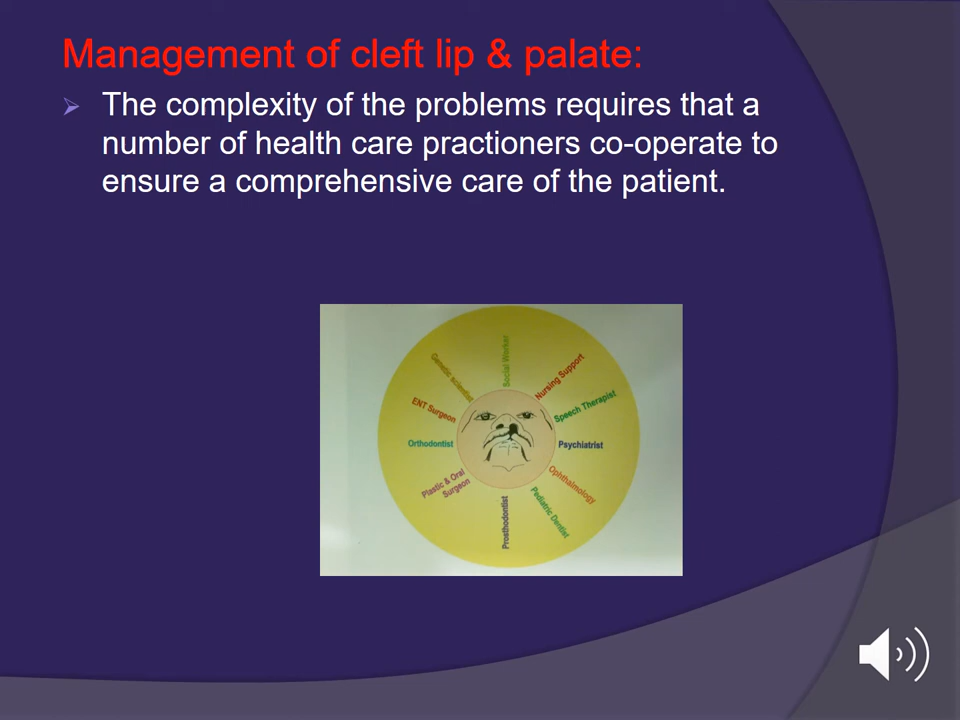 Management of cleft lip & palate:
The complexity of the problems requires that a
number of health care practioners co-operate to
ensure a comprehensive care of the patient.
Social Worker
Nursing Support
Speech Therapist
Psychiatrist
Ophthalmology
Pediatric Dentist
Prosthodontist
Plastic & Oral
Surgeon
Orthodontist
ENT Surgeon
Genetic scientist